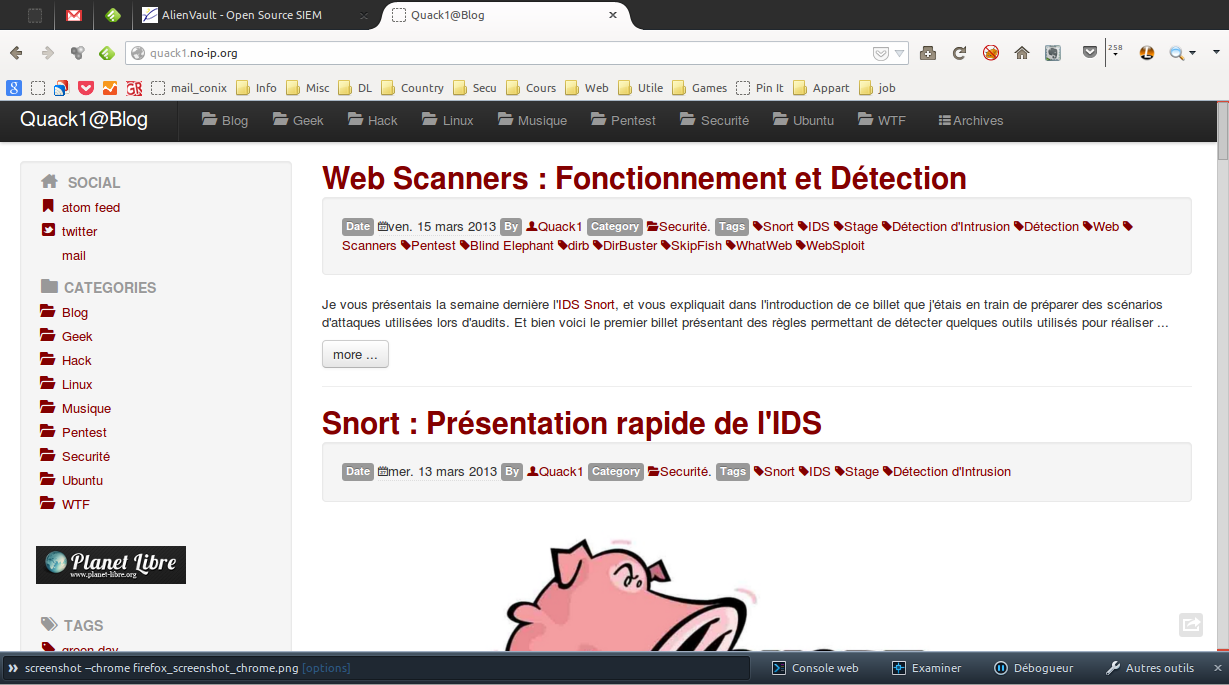 AlienVault - Open Source SIEM
Quack1@Blog
quack1.no-ip.org
258
mail_conix Info Misc DL Country Secu Cours Web Utile Games Pin It Appart job
Quack1@Blog Blog Geek Hack Linux Musique Pentest Securité Ubuntu WTF Archives
SOCIAL
atom feed
twitter
mail
CATEGORIES
Blog
Geek
Hack
Linux
Musique
Pentest
Securité
Ubuntu
WTF
Planet Libre
www.planet-libre.org
TAGS
green day
Web Scanners : Fonctionnement et Détection
Date ven. 15 mars 2013 By Quack1 Category Securité. Tags Snort IDS Stage Détection d'Intrusion Détection Web
Scanners Pentest Blind Elephant dirb DirBuster SkipFish WhatWeb WebSploit
Je vous présentais la semaine dernière l'IDS Snort, et vous expliquait dans l'introduction de ce billet que j'étais en train de préparer des scénarios
d'attaques utilisées lors d'audits. Et bien voici le premier billet présentant des règles permettant de détecter quelques outils utilisés pour réaliser ...
more ...
Snort : Présentation rapide de l'IDS
Date mer. 13 mars 2013 By Quack1 Category Securité. Tags Snort IDS Stage Détection d'Intrusion
screenshot --chrome firefox_screenshot_chrome.png [options]
Console web Examiner Débogueur Autres outils